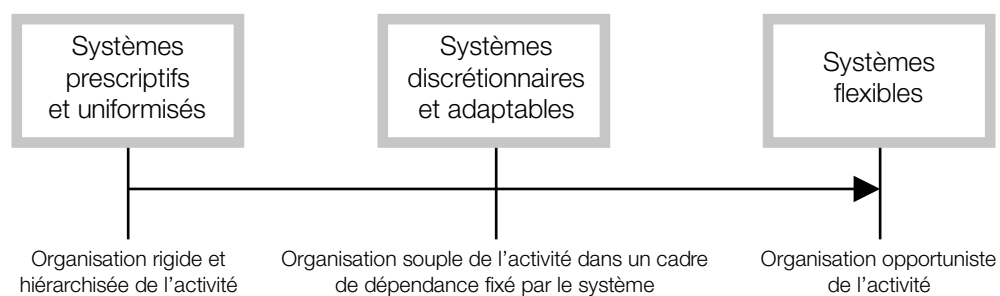 Systèmes
prescriptifs
et uniformisés
Systèmes
discrétionnaires
et adaptables
Systèmes
flexibles
Organisation rigide et
hiérarchisée de l’activité
Organisation souple de l’activité dans un cadre
de dépendance fixé par le système
Organisation opportuniste
de l’activité